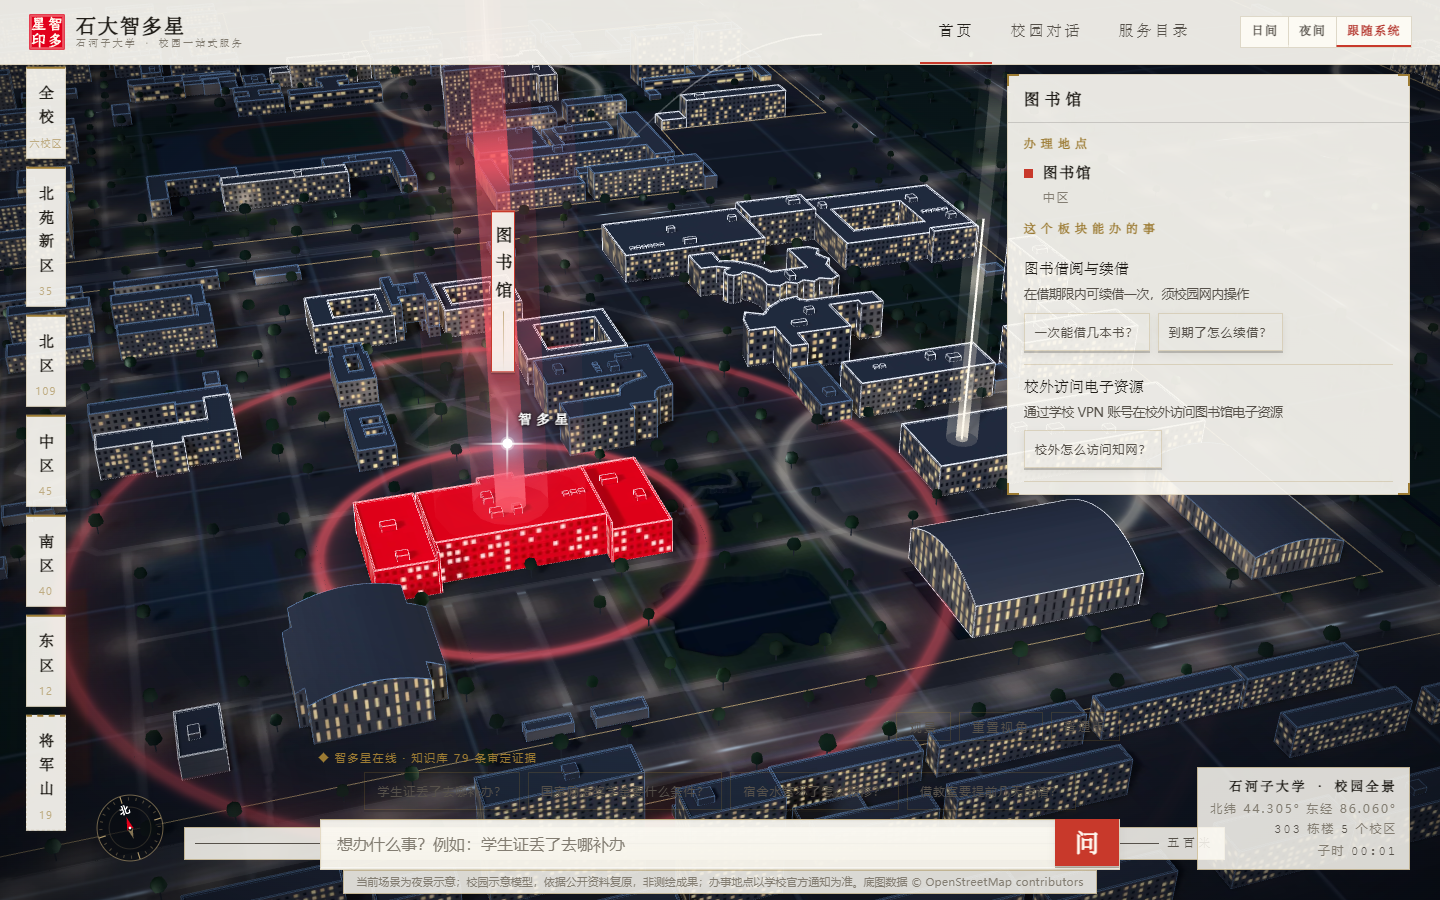 智多星印
石大智多星
石河子大学 · 校园一站式服务
首页
校园对话
服务大厅
日间
夜间
跟随系统
全校
六校区
北苑新区
35
北区
109
中区
45
南区
40
东区
12
将军山
19
图书馆
智多星
图书馆
办理地点
图书馆
中区
这个板块能办的事
图书借阅与续借
在借期限内可续借一次，须校园网内操作
一次能借几本书？
到期了怎么续借？
校外访问电子资源
通过学校 VPN 账号在校外访问图书馆电子资源
校外怎么访问知网？
重置视角
智多星在线 · 知识库 79 条审定证据
北
想办什么事？例如：学生证丢了去哪补办
问
五百
石河子大学 · 校园全景
北纬 44.305° 东经 86.060°
303 栋楼 5 个校区
子时 00:01
当前场景为夜景示意；校园示意模型，依据公开资料复原，非测绘成果；办事地点以学校官方通知为准。底图数据 © OpenStreetMap contributors